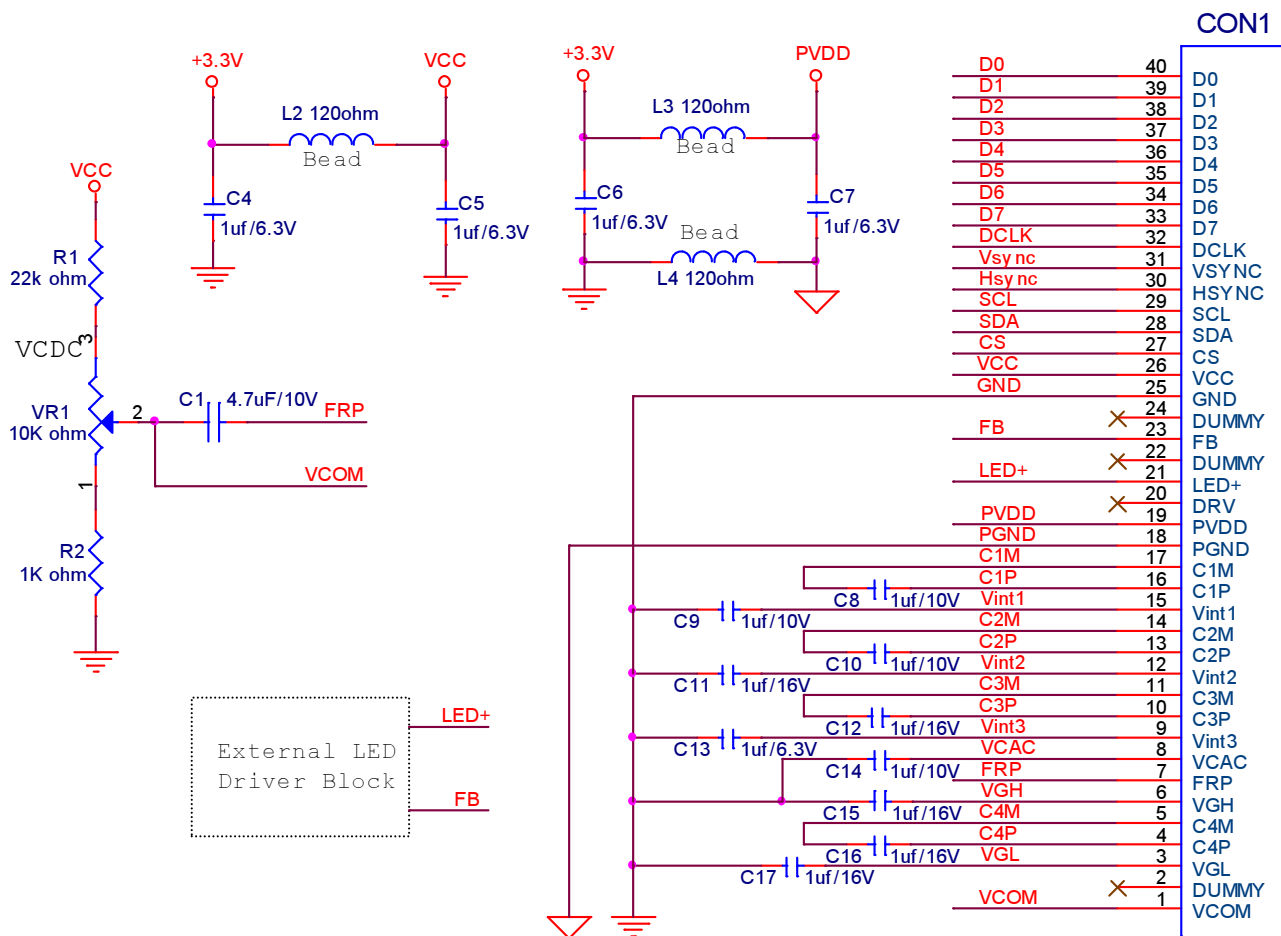 CON1
+3.3V
VCC
L2 120ohm
Bead
C4
1uf/6.3V
C5
1uf/6.3V
+3.3V
PVDD
L3 120ohm
Bead
C6
1uf/6.3V
C7
1uf/6.3V
Bead
L4 120ohm
VCC
R1
22k ohm
VCDC
3
VR1
10K ohm
2
1
C1
4.7uF/10V
FRP
VCOM
R2
1K ohm
External LED
Driver Block
LED+
FB
D0 40 D0
D1 39 D1
D2 38 D2
D3 37 D3
D4 36 D4
D5 35 D5
D6 34 D6
D7 33 D7
DCLK 32 DCLK
Vsync 31 VSYNC
Hsync 30 HSYNC
SCL 29 SCL
SDA 28 SDA
CS 27 CS
VCC 26 VCC
GND 25 GND
24 DUMMY
FB 23 FB
22 DUMMY
LED+ 21 LED+
20 DRV
PVDD 19 PVDD
PGND 18 PGND
C1M 17 C1M
C8 1uf/10V C1P 16 C1P
C9 1uf/10V Vint1 15 Vint1
C2M 14 C2M
C10 1uf/10V C2P 13 C2P
C11 1uf/16V Vint2 12 Vint2
C3M 11 C3M
C12 1uf/16V C3P 10 C3P
C13 1uf/6.3V Vint3 9 Vint3
C14 1uf/10V VCAC 8 VCAC
FRP 7 FRP
C15 1uf/16V VGH 6 VGH
C4M 5 C4M
C16 1uf/16V C4P 4 C4P
C17 1uf/16V VGL 3 VGL
2 DUMMY
VCOM 1 VCOM